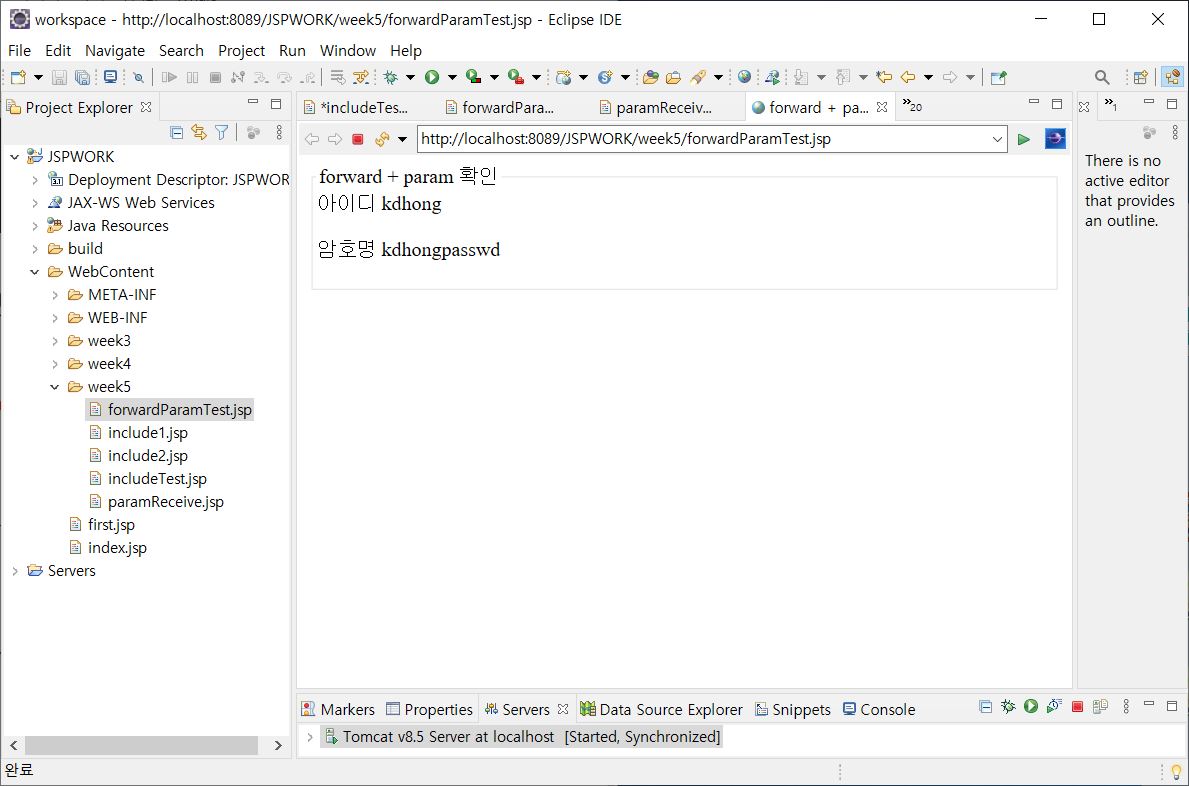 workspace - http://localhost:8089/JSPWORK/week5/forwardParamTest.jsp - Eclipse IDE
File Edit Navigate Search Project Run Window Help
Project Explorer
JSPWORK
Deployment Descriptor: JSPWOR
JAX-WS Web Services
Java Resources
build
WebContent
META-INF
WEB-INF
week3
week4
week5
forwardParamTest.jsp
include1.jsp
include2.jsp
includeTest.jsp
paramReceive.jsp
first.jsp
index.jsp
Servers
*includeTes... forwardPara... paramReceiv... forward + pa... »20
http://localhost:8089/JSPWORK/week5/forwardParamTest.jsp
forward + param 확인
아이디 kdhong
암호명 kdhongpasswd
»1
There is no
active editor
that provides
an outline.
Markers Properties Servers Data Source Explorer Snippets Console
Tomcat v8.5 Server at localhost [Started, Synchronized]
완료